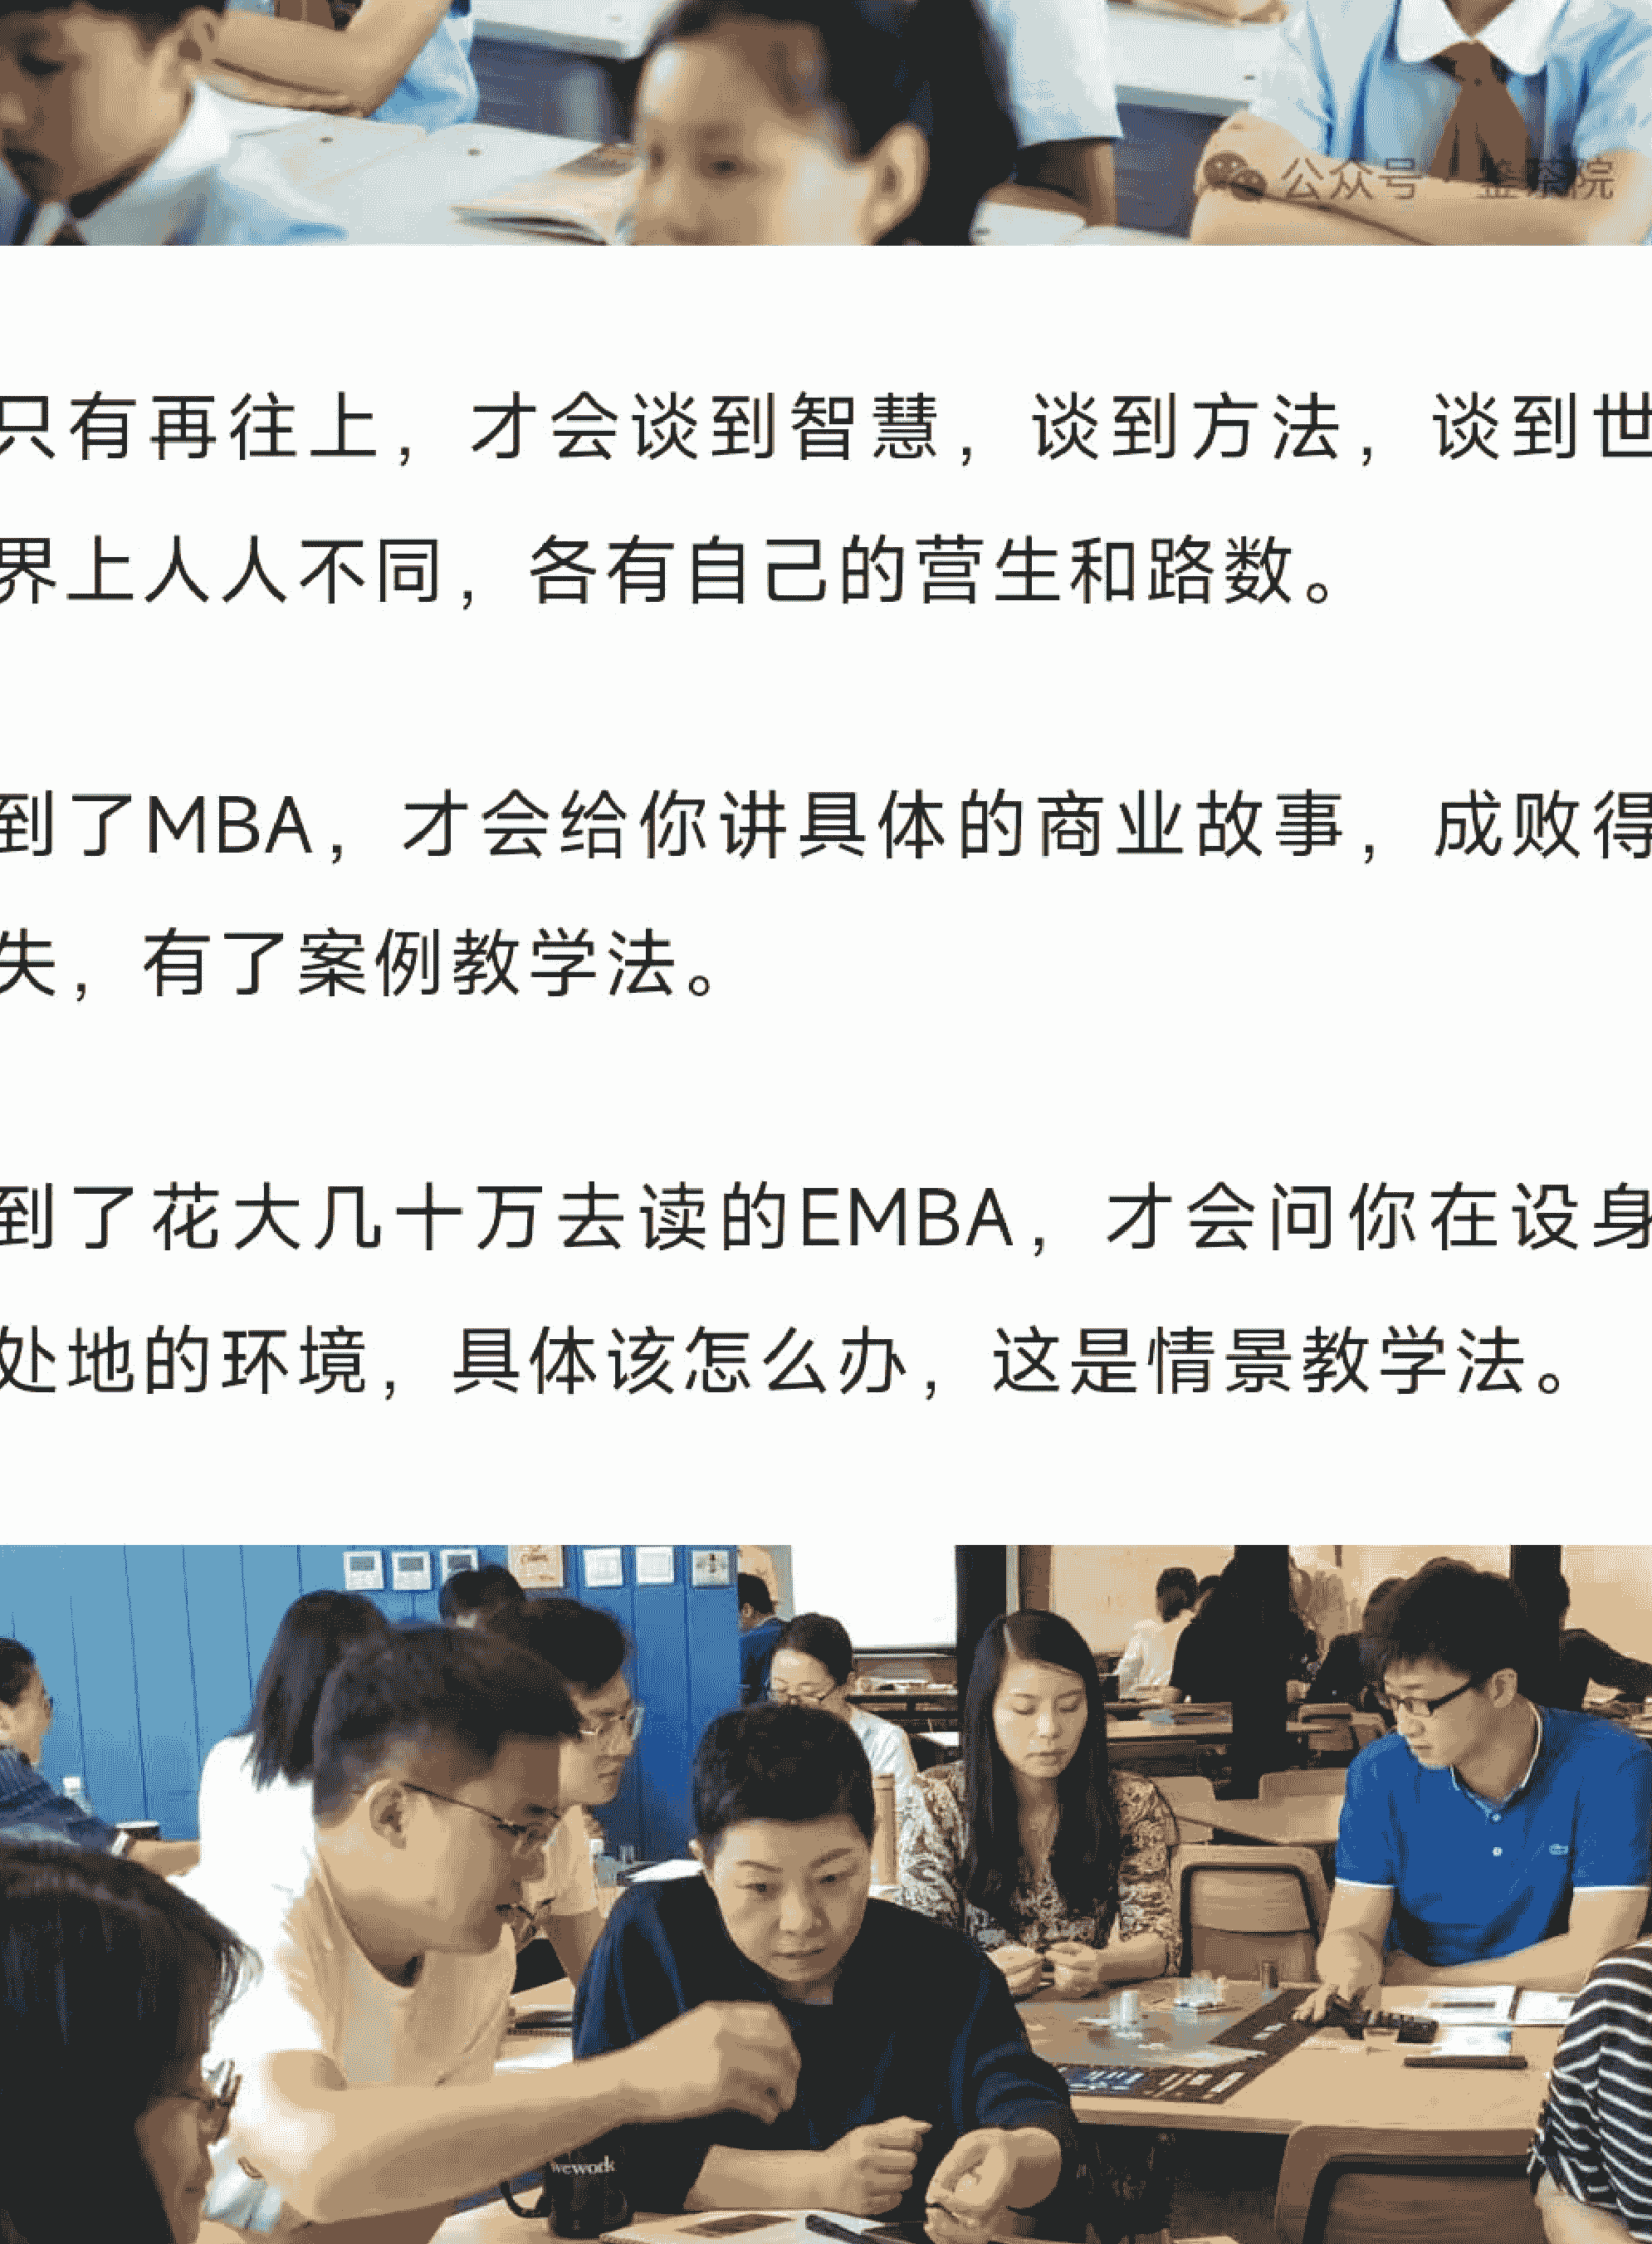 公众号·鉴茶院
只有再往上，才会谈到智慧，谈到方法，谈到世
界上人人不同，各有自己的营生和路数。
到了MBA，才会给你讲具体的商业故事，成败得
失，有了案例教学法。
到了花大几十万去读的EMBA，才会问你在设身
处地的环境，具体该怎么办，这是情景教学法。
wework